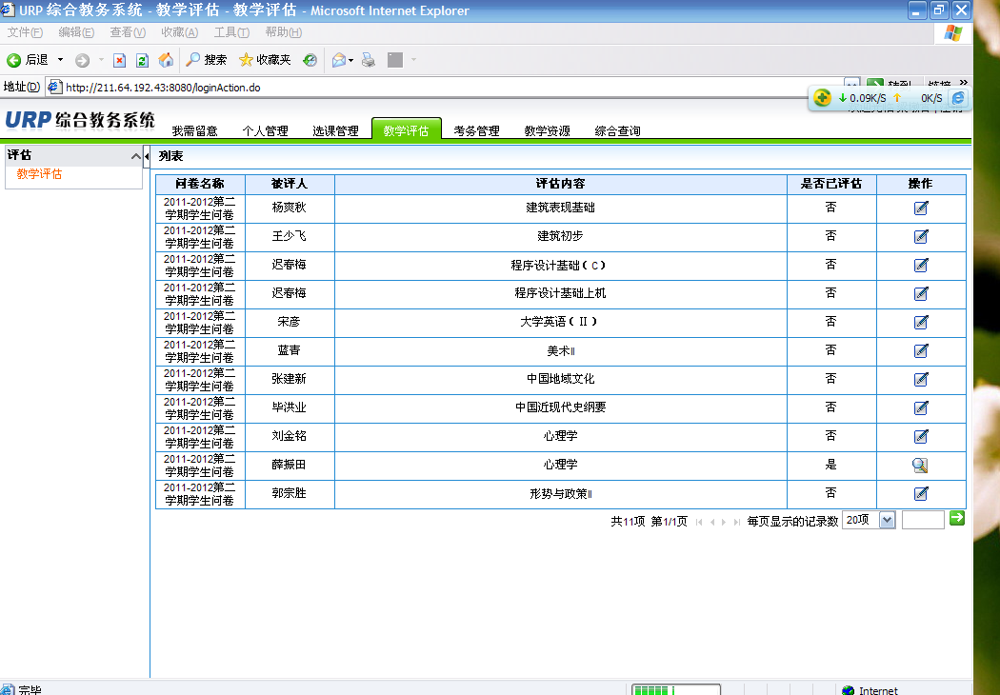 URP 综合教务系统 - 教学评估 - 教学评估 - Microsoft Internet Explorer
文件(F) 编辑(E) 查看(V) 收藏(A) 工具(T) 帮助(H)
后退 搜索 收藏夹
地址(D) http://211.64.192.43:8080/loginAction.do 转到 链接 »
0.09K/S 0K/S
URP 综合教务系统
我需留意 个人管理 选课管理 教学评估 考务管理 教学资源 综合查询
评估
教学评估
列表
问卷名称 被评人 评估内容 是否已评估 操作
2011-2012第二
学期学生问卷 杨爽秋 建筑表现基础 否
2011-2012第二
学期学生问卷 王少飞 建筑初步 否
2011-2012第二
学期学生问卷 迟春梅 程序设计基础(C) 否
2011-2012第二
学期学生问卷 迟春梅 程序设计基础上机 否
2011-2012第二
学期学生问卷 宋彦 大学英语(II) 否
2011-2012第二
学期学生问卷 蓝青 美术II 否
2011-2012第二
学期学生问卷 张建新 中国地域文化 否
2011-2012第二
学期学生问卷 毕洪业 中国近现代史纲要 否
2011-2012第二
学期学生问卷 刘金铭 心理学 否
2011-2012第二
学期学生问卷 薛振田 心理学 是
2011-2012第二
学期学生问卷 郭宗胜 形势与政策II 否
共11项 第1/1页 每页显示的记录数 20项
完毕 Internet